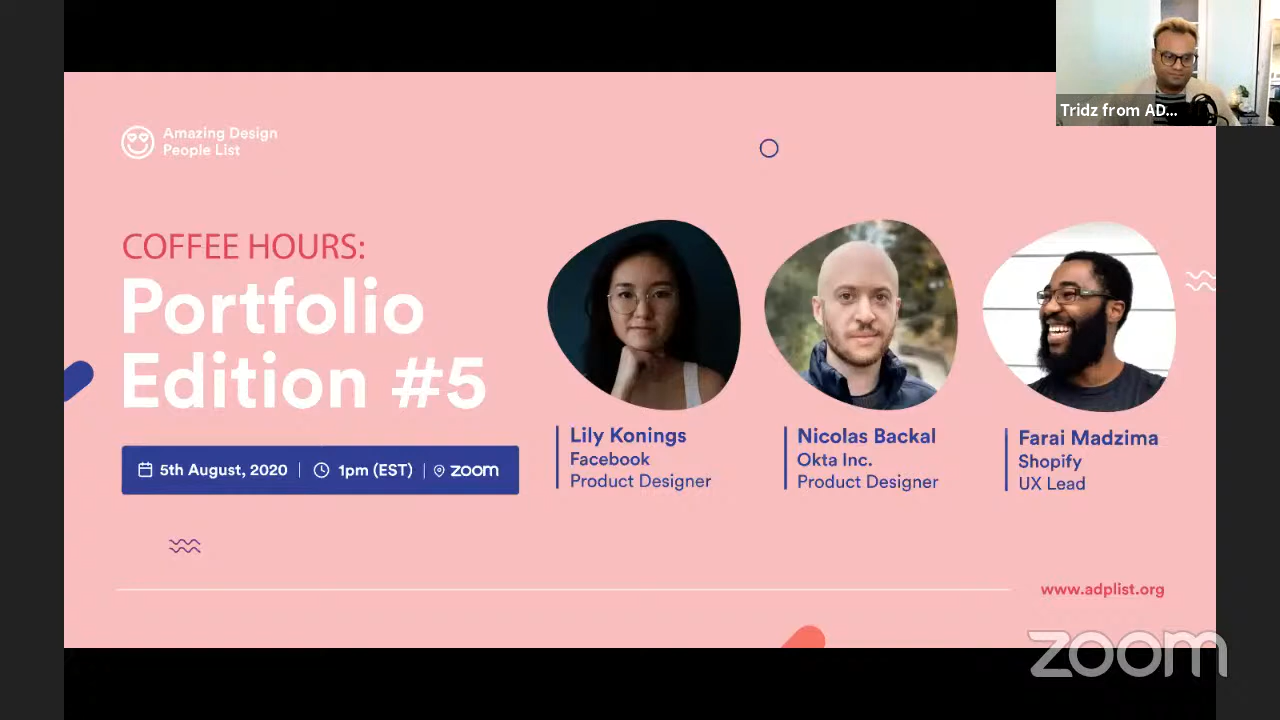 Tridz from AD...
Amazing Design
People List
COFFEE HOURS:
Portfolio
Edition #5
5th August, 2020 | 1pm (EST) | zoom
Lily Konings
Facebook
Product Designer
Nicolas Backal
Okta Inc.
Product Designer
Farai Madzima
Shopify
UX Lead
www.adplist.org
zoom